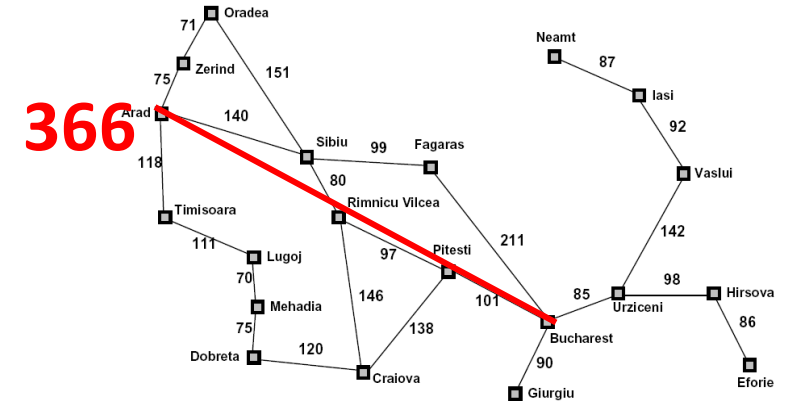 71
Oradea
Neamt
87
Zerind
75
151
Iasi
366
Arad
140
92
Sibiu
99
Fagaras
118
80
Vaslui
Timisoara
Rimnicu Vilcea
111
211
142
Pitesti
97
Lugoj
70
98
Hirsova
146
101
85
Mehadia
Urziceni
75
138
86
Bucharest
Dobreta
120
90
Craiova
Eforie
Giurgiu